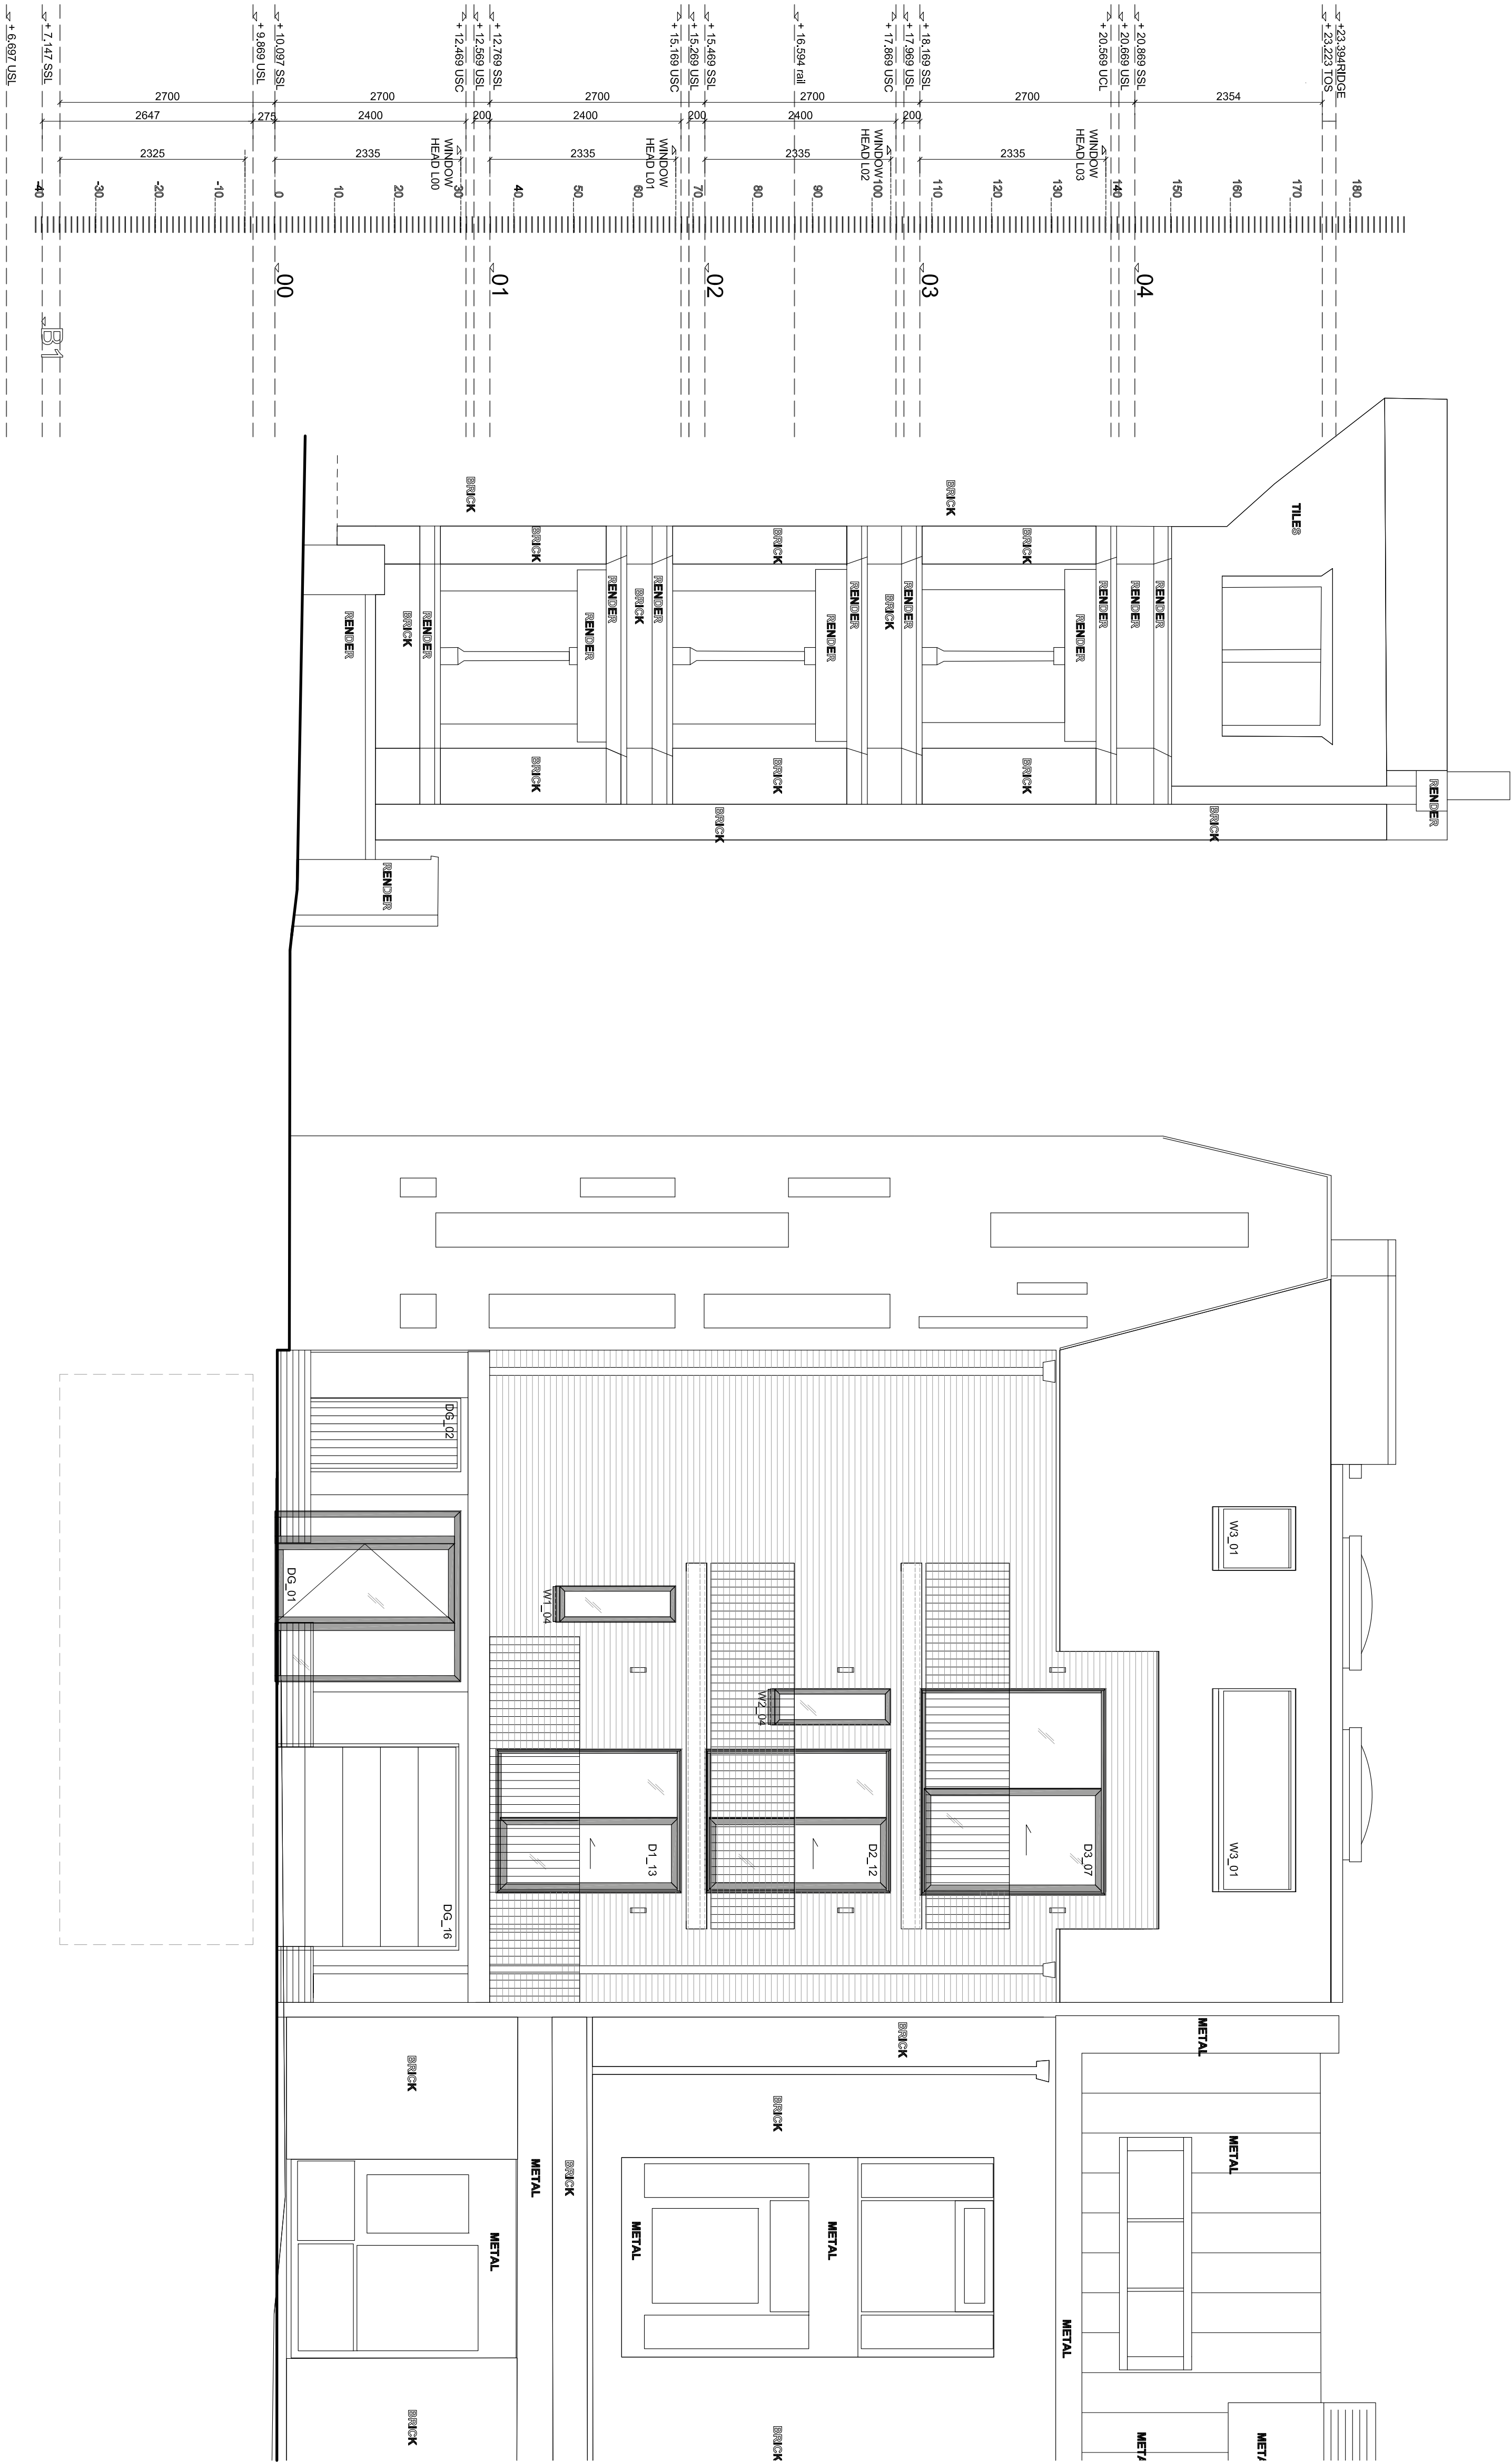 +23.394RIDGE
+ 23.223 TOS
+ 20.869 SSL
+ 20.669 USL
+ 20.569 UCL
+ 18.169 SSL
+ 17.969 USL
+ 17.869 USC
+ 16.594 rail
+ 15.469 SSL
+ 15.269 USL
+ 15.169 USC
+ 12.769 SSL
+ 12.569 USL
+ 12.469 USC
+ 10.097 SSL
+ 9.869 USL
+ 7,147 SSL
+ 6.697 USL
2354
2700
2700
2700
2700
2700
200
2400
200
2400
200
2400
275
2647
WINDOW
HEAD L03
WINDOW
HEAD L02
WINDOW
HEAD L01
WINDOW
HEAD L00
2335
2335
2335
2335
2325
180
170
160
150
140
130
120
110
100
90
80
70
60
50
40
30
20
10
0
-10
-20
-30
-40
04
03
02
01
00
B1
RENDER
TILES
BRICK
RENDER
RENDER
RENDER
RENDER
BRICK
BRICK
BRICK
BRICK
RENDER
BRICK
RENDER
RENDER
BRICK
BRICK
BRICK
RENDER
BRICK
RENDER
RENDER
BRICK
BRICK
BRICK
RENDER
BRICK
RENDER
RENDER
RENDER
W3_01
W3_01
D3_07
D2_12
W2_04
D1_13
W1_04
DG_02
DG_16
DG_01
METAL
METAL
META
META
METAL
BRICK
METAL
BRICK
BRICK
METAL
BRICK
METAL
METAL
BRICK
BRICK